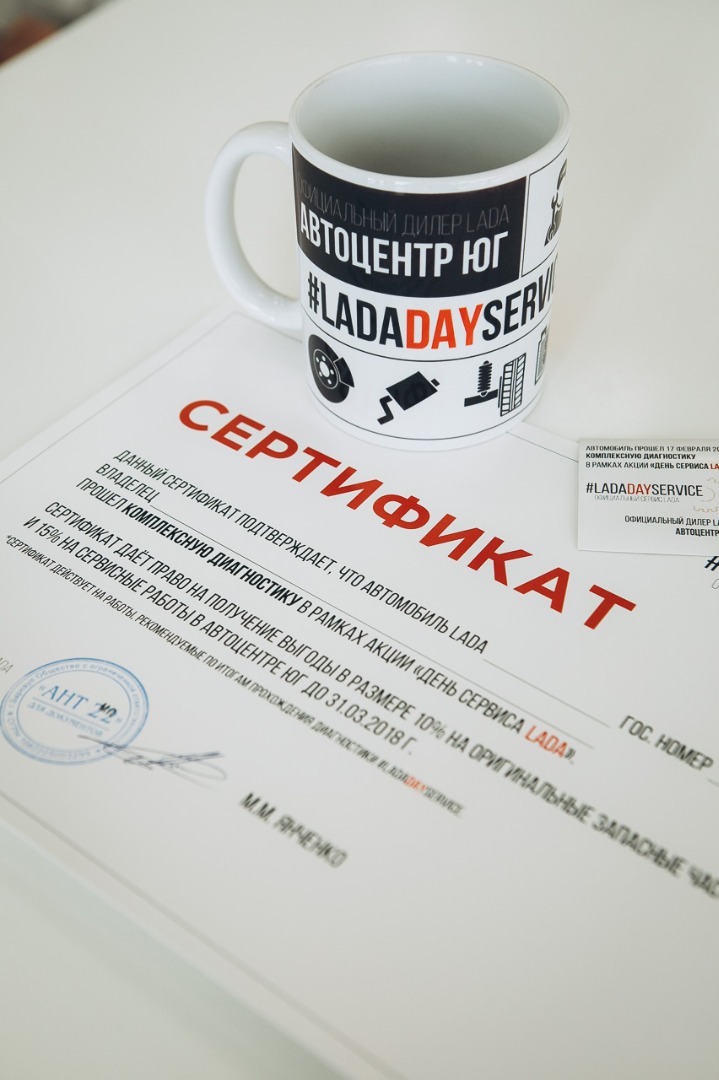 ОФИЦИАЛЬНЫЙ ДИЛЕР LADA
АВТОЦЕНТР ЮГ
#LADADAYSERVI
АВТОМОБИЛЬ ПРОШЕЛ 17 ФЕВРАЛЯ 20
КОМПЛЕКСНУЮ ДИАГНОСТИКУ
В РАМКАХ АКЦИИ «ДЕНЬ СЕРВИСА LA
#LADADAYSERVICE
ОФИЦИАЛЬНЫЙ СЕРВИС LADA
ОФИЦИАЛЬНЫЙ ДИЛЕР LA
АВТОЦЕНТР
СЕРТИФИКАТ
ДАННЫЙ СЕРТИФИКАТ ПОДТВЕРЖДАЕТ, ЧТО АВТОМОБИЛЬ LADA ГОС. НОМЕР
ВЛАДЕЛЕЦ
ПРОШЕЛ КОМПЛЕКСНУЮ ДИАГНОСТИКУ В РАМКАХ АКЦИИ «ДЕНЬ СЕРВИСА LADA».
СЕРТИФИКАТ ДАЁТ ПРАВО НА ПОЛУЧЕНИЕ ВЫГОДЫ В РАЗМЕРЕ 10% НА ОРИГИНАЛЬНЫЕ ЗАПАСНЫЕ ЧАС
И 15% НА СЕРВИСНЫЕ РАБОТЫ В АВТОЦЕНТРЕ ЮГ ДО 31.03.2018 Г.
*СЕРТИФИКАТ ДЕЙСТВУЕТ НА РАБОТЫ, РЕКОМЕНДУЕМЫЕ ПО ИТОГАМ ПРОХОЖДЕНИЯ ДИАГНОСТИКИ #LADADAYSERVICE.
"АНТ 22"
ДЛЯ ДОКУМЕНТОВ
М.М. ЯНЧЕНКО